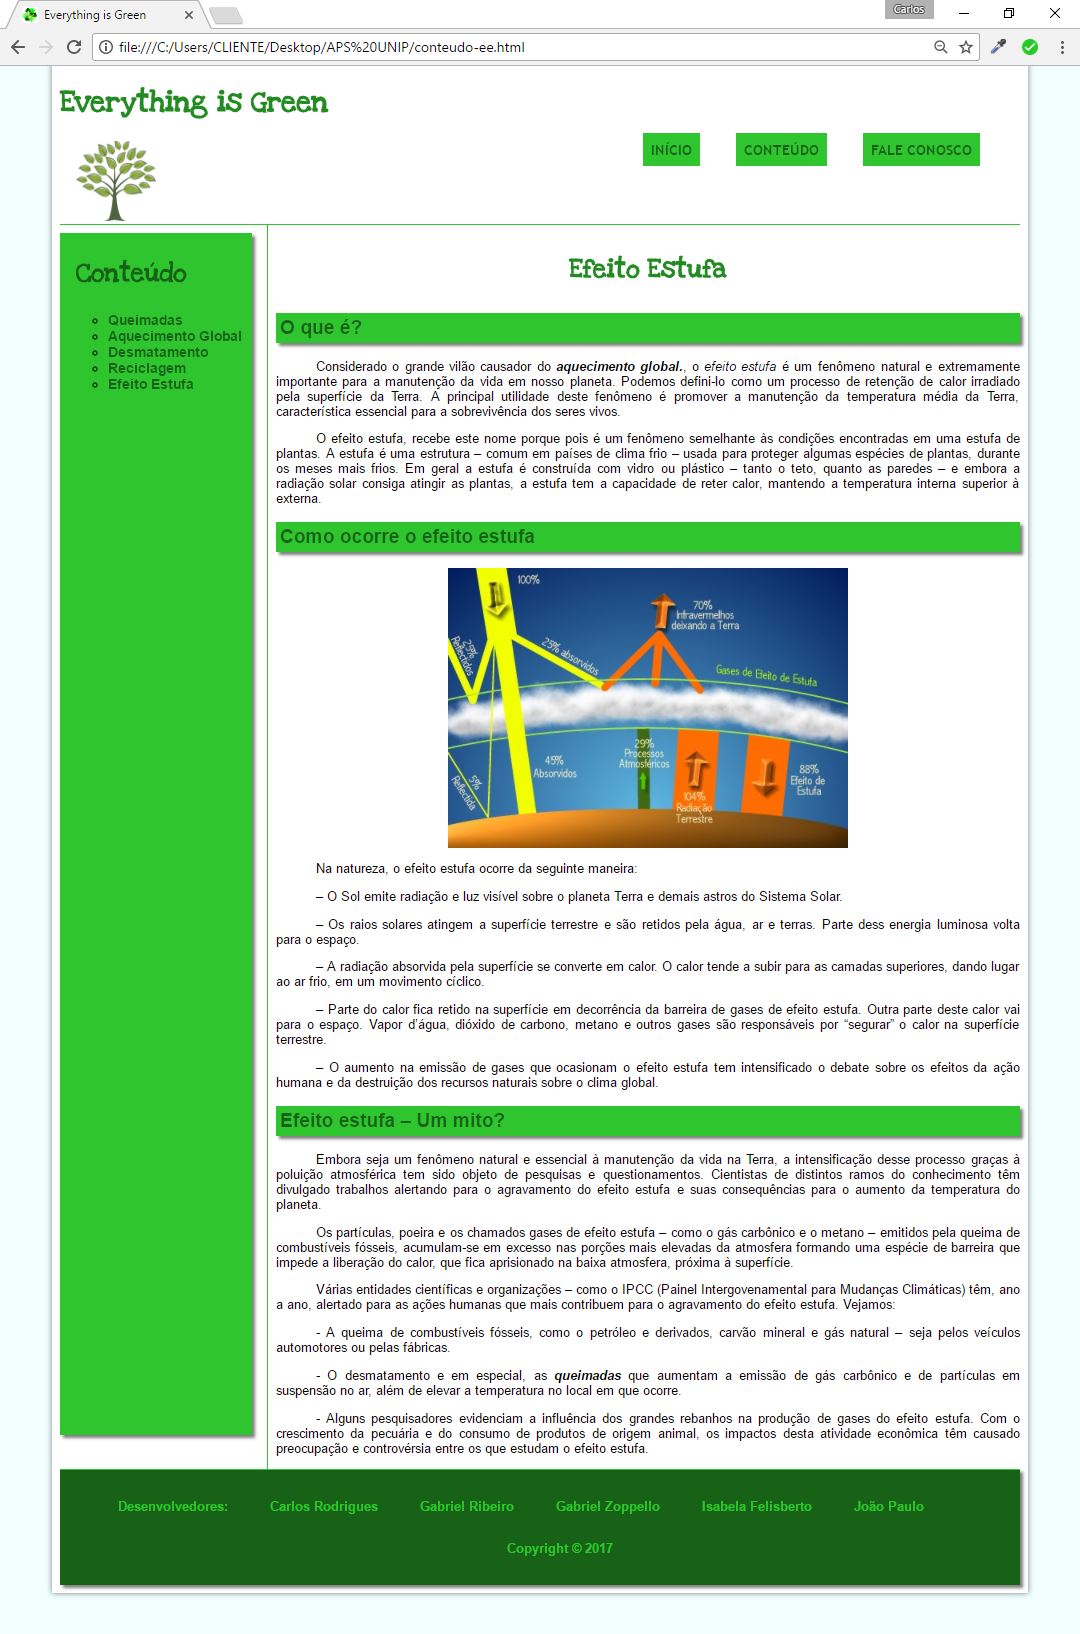 Everything is Green
Carlos
file:///C:/Users/CLIENTE/Desktop/APS%20UNIP/conteudo-ee.html
Everything is Green
INÍCIO CONTEÚDO FALE CONOSCO
Conteúdo
Queimadas
Aquecimento Global
Desmatamento
Reciclagem
Efeito Estufa
Efeito Estufa
O que é?
Considerado o grande vilão causador do aquecimento global., o efeito estufa é um fenômeno natural e extremamente
importante para a manutenção da vida em nosso planeta. Podemos defini-lo como um processo de retenção de calor irradiado
pela superfície da Terra. A principal utilidade deste fenômeno é promover a manutenção da temperatura média da Terra,
característica essencial para a sobrevivência dos seres vivos.
O efeito estufa, recebe este nome porque pois é um fenômeno semelhante às condições encontradas em uma estufa de
plantas. A estufa é uma estrutura – comum em países de clima frio – usada para proteger algumas espécies de plantas, durante
os meses mais frios. Em geral a estufa é construída com vidro ou plástico – tanto o teto, quanto as paredes – e embora a
radiação solar consiga atingir as plantas, a estufa tem a capacidade de reter calor, mantendo a temperatura interna superior à
externa.
Como ocorre o efeito estufa
100%
25%
Reflectidos
25% absorvidos
70%
Infravermelhos
deixando a Terra
Gases de Efeito de Estufa
5%
Reflectida
45%
Absorvidos
29%
Processos
Atmosféricos
104%
Radiação
Terrestre
88%
Efeito de
Estufa
Na natureza, o efeito estufa ocorre da seguinte maneira:
– O Sol emite radiação e luz visível sobre o planeta Terra e demais astros do Sistema Solar.
– Os raios solares atingem a superfície terrestre e são retidos pela água, ar e terras. Parte dess energia luminosa volta
para o espaço.
– A radiação absorvida pela superfície se converte em calor. O calor tende a subir para as camadas superiores, dando lugar
ao ar frio, em um movimento cíclico.
– Parte do calor fica retido na superfície em decorrência da barreira de gases de efeito estufa. Outra parte deste calor vai
para o espaço. Vapor d’água, dióxido de carbono, metano e outros gases são responsáveis por “segurar” o calor na superfície
terrestre.
– O aumento na emissão de gases que ocasionam o efeito estufa tem intensificado o debate sobre os efeitos da ação
humana e da destruição dos recursos naturais sobre o clima global.
Efeito estufa – Um mito?
Embora seja um fenômeno natural e essencial à manutenção da vida na Terra, a intensificação desse processo graças à
poluição atmosférica tem sido objeto de pesquisas e questionamentos. Cientistas de distintos ramos do conhecimento têm
divulgado trabalhos alertando para o agravamento do efeito estufa e suas consequências para o aumento da temperatura do
planeta.
Os partículas, poeira e os chamados gases de efeito estufa – como o gás carbônico e o metano – emitidos pela queima de
combustíveis fósseis, acumulam-se em excesso nas porções mais elevadas da atmosfera formando uma espécie de barreira que
impede a liberação do calor, que fica aprisionado na baixa atmosfera, próxima à superfície.
Várias entidades científicas e organizações – como o IPCC (Painel Intergovenamental para Mudanças Climáticas) têm, ano
a ano, alertado para as ações humanas que mais contribuem para o agravamento do efeito estufa. Vejamos:
- A queima de combustíveis fósseis, como o petróleo e derivados, carvão mineral e gás natural – seja pelos veículos
automotores ou pelas fábricas.
- O desmatamento e em especial, as queimadas que aumentam a emissão de gás carbônico e de partículas em
suspensão no ar, além de elevar a temperatura no local em que ocorre.
- Alguns pesquisadores evidenciam a influência dos grandes rebanhos na produção de gases do efeito estufa. Com o
crescimento da pecuária e do consumo de produtos de origem animal, os impactos desta atividade econômica têm causado
preocupação e controvérsia entre os que estudam o efeito estufa.
Desenvolvedores: Carlos Rodrigues Gabriel Ribeiro Gabriel Zoppello Isabela Felisberto João Paulo
Copyright © 2017